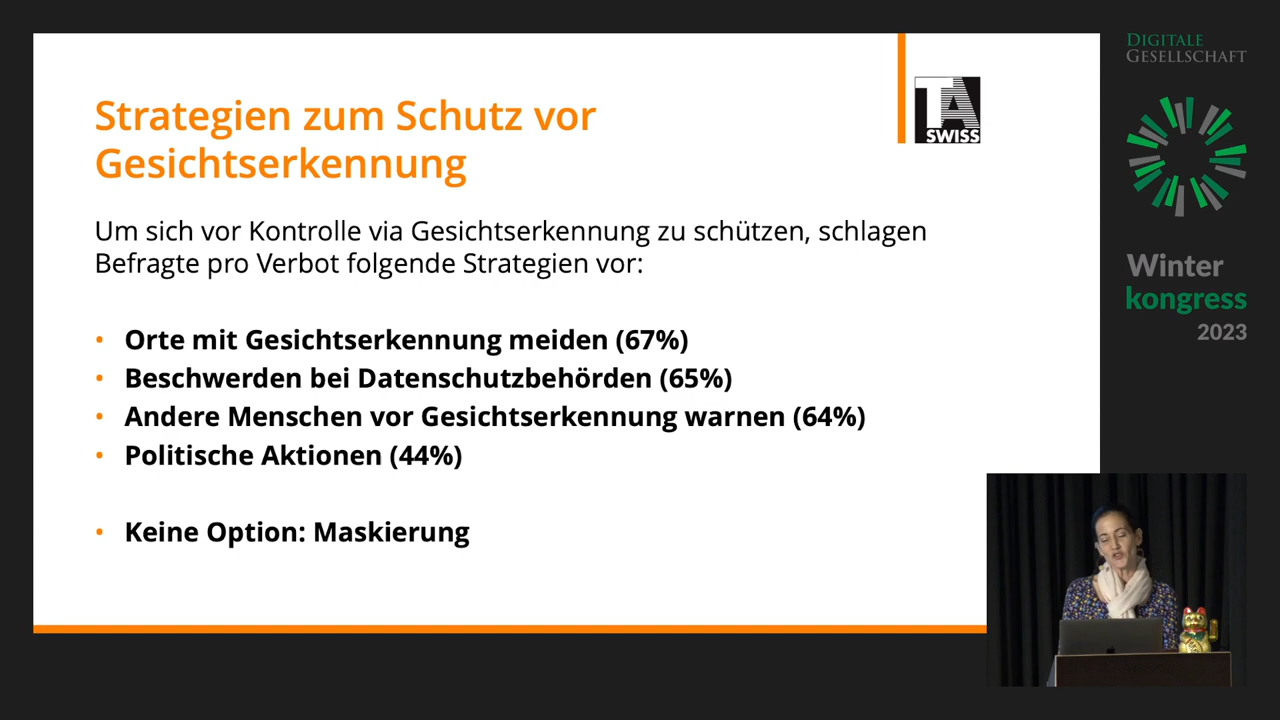 Strategien zum Schutz vor
Gesichtserkennung
TA
SWISS
Um sich vor Kontrolle via Gesichtserkennung zu schützen, schlagen
Befragte pro Verbot folgende Strategien vor:
• Orte mit Gesichtserkennung meiden (67%)
• Beschwerden bei Datenschutzbehörden (65%)
• Andere Menschen vor Gesichtserkennung warnen (64%)
• Politische Aktionen (44%)
• Keine Option: Maskierung
DIGITALE
GESELLSCHAFT
Winter
kongress
2023